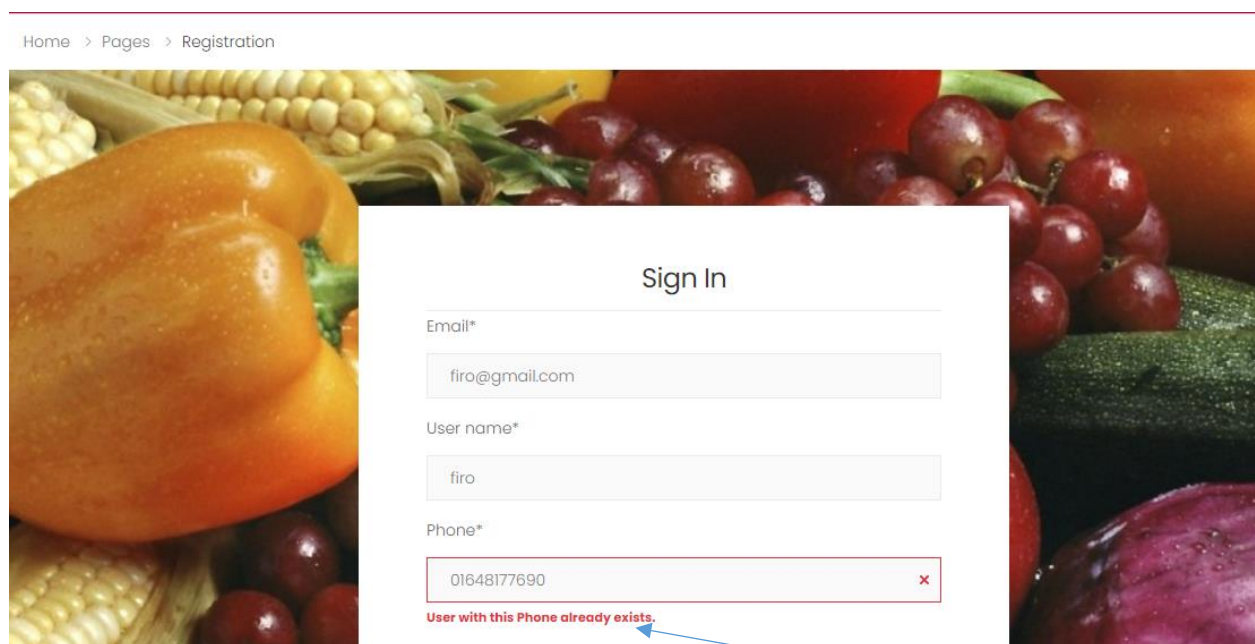 Home > Pages > Registration
Sign In
Email*
firo@gmail.com
User name*
firo
Phone*
01648177690
User with this Phone already exists.